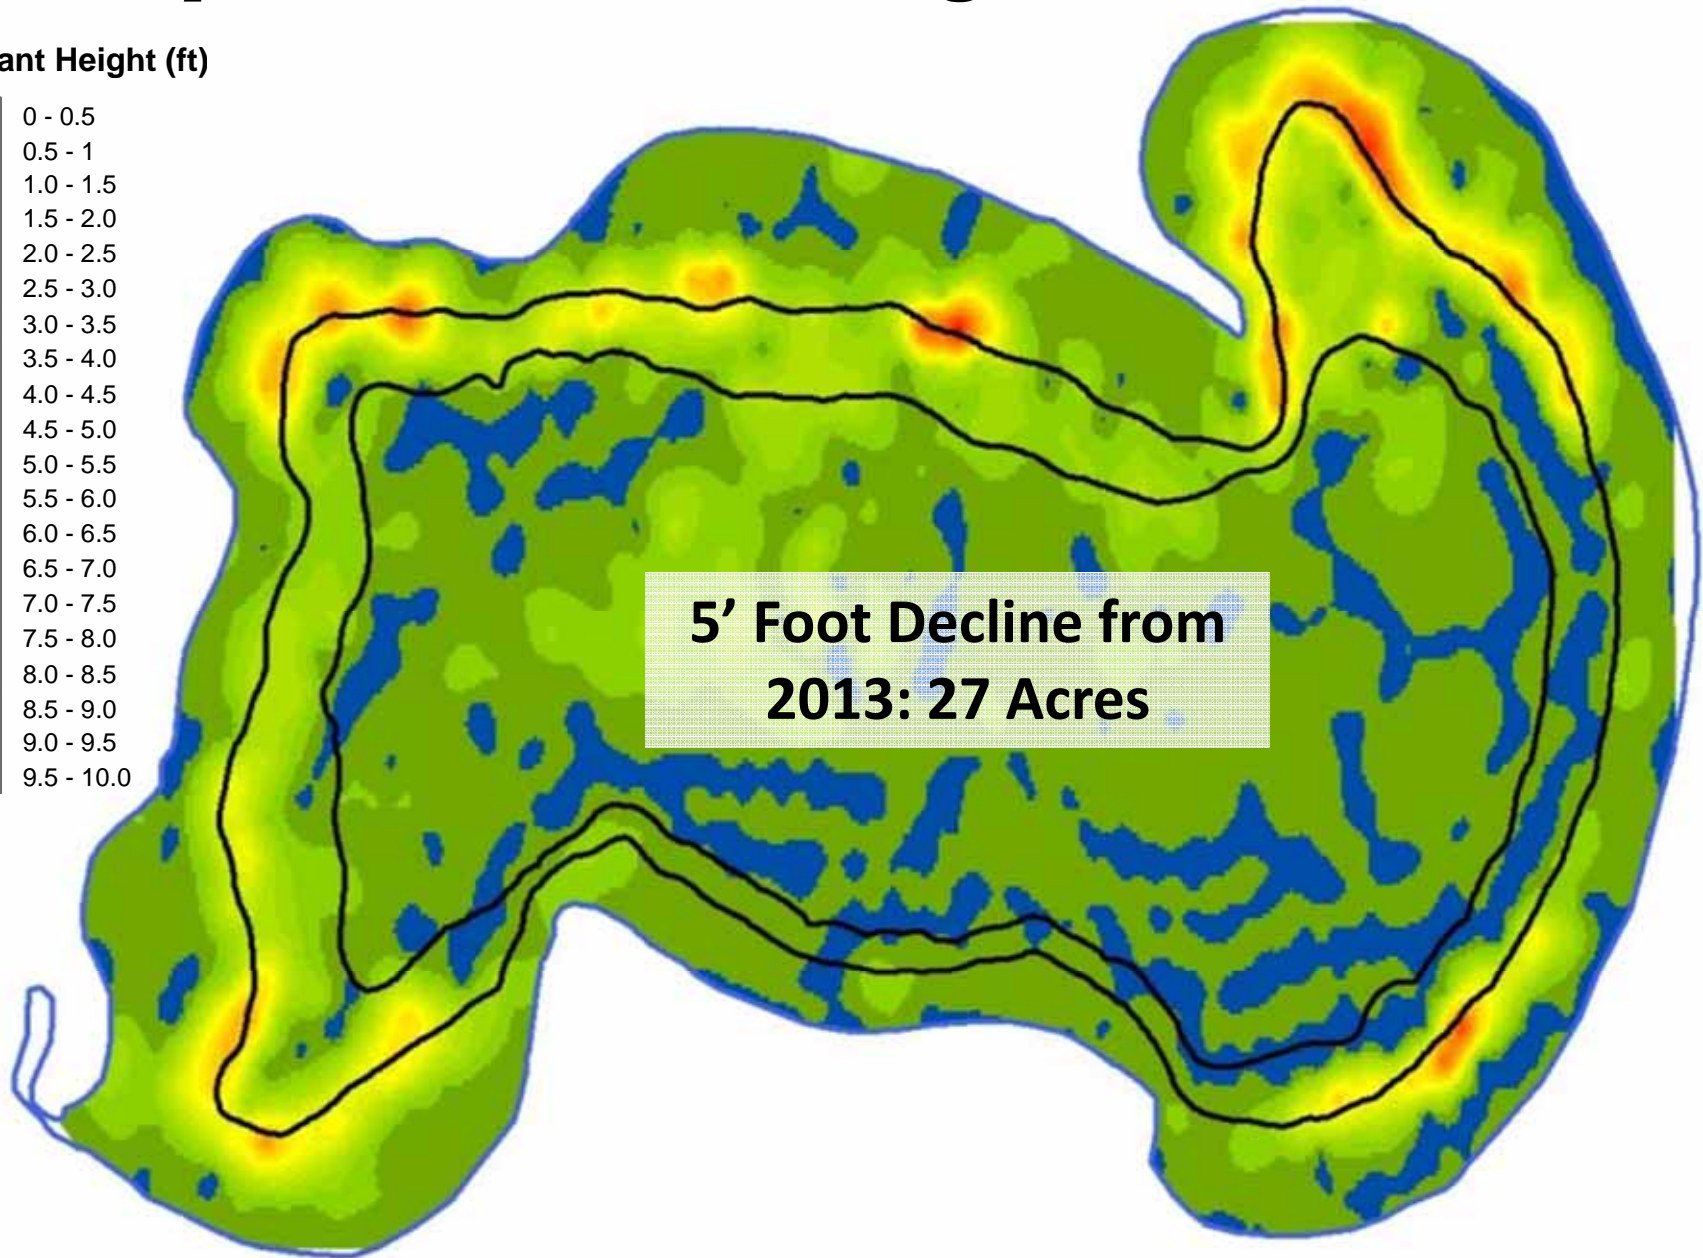 ant Height (ft)
0 - 0.5
0.5 - 1
1.0 - 1.5
1.5 - 2.0
2.0 - 2.5
2.5 - 3.0
3.0 - 3.5
3.5 - 4.0
4.0 - 4.5
4.5 - 5.0
5.0 - 5.5
5.5 - 6.0
6.0 - 6.5
6.5 - 7.0
7.0 - 7.5
7.5 - 8.0
8.0 - 8.5
8.5 - 9.0
9.0 - 9.5
9.5 - 10.0
5’ Foot Decline from
2013: 27 Acres